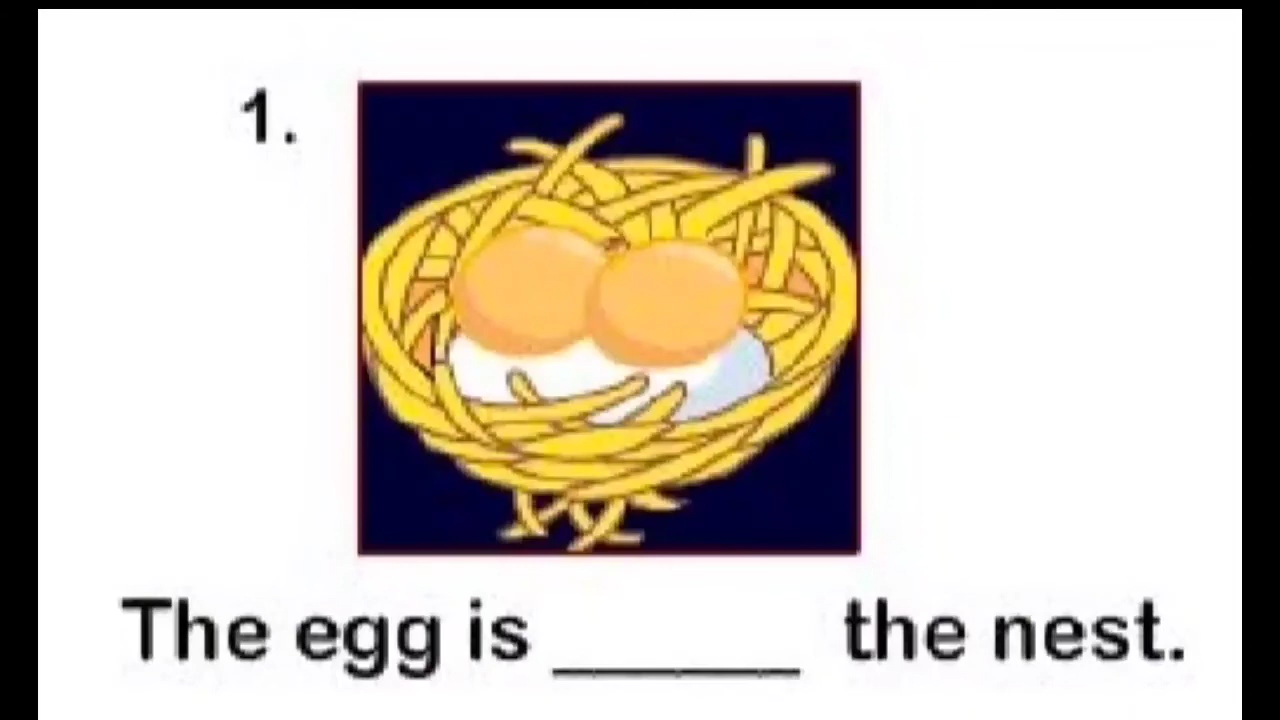 1.
The egg is ______ the nest.